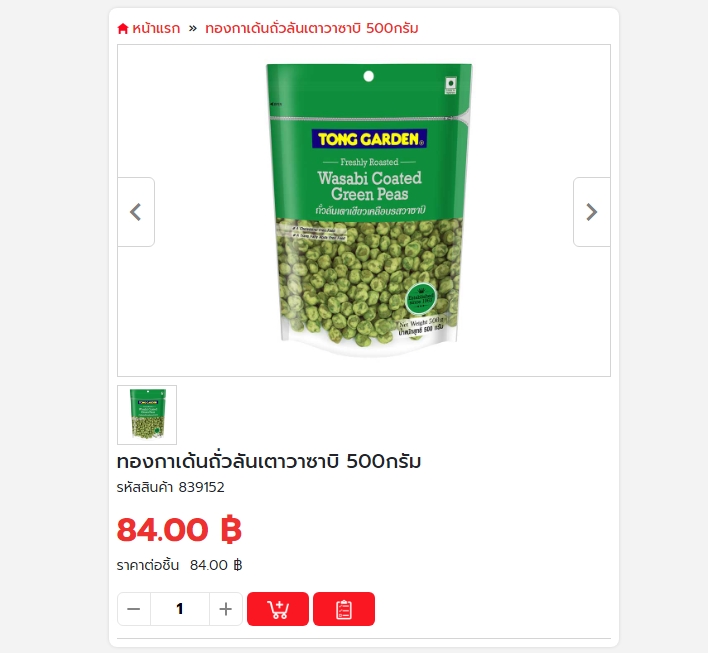 หน้าแรก » ทองกาเด้นถั่วลันเตาวาซาบิ 500กรัม
TONG GARDEN®
Freshly Roasted
Wasabi Coated
Green Peas
ถั่วลันเตาเขียวเคลือบรสวาซาบิ
Established
since 1963
Net Weight 500g
น้ำหนักสุทธิ 500 กรัม
ทองกาเด้นถั่วลันเตาวาซาบิ 500กรัม
รหัสสินค้า 839152
84.00 ฿
ราคาต่อชิ้น 84.00 ฿
− 1 +